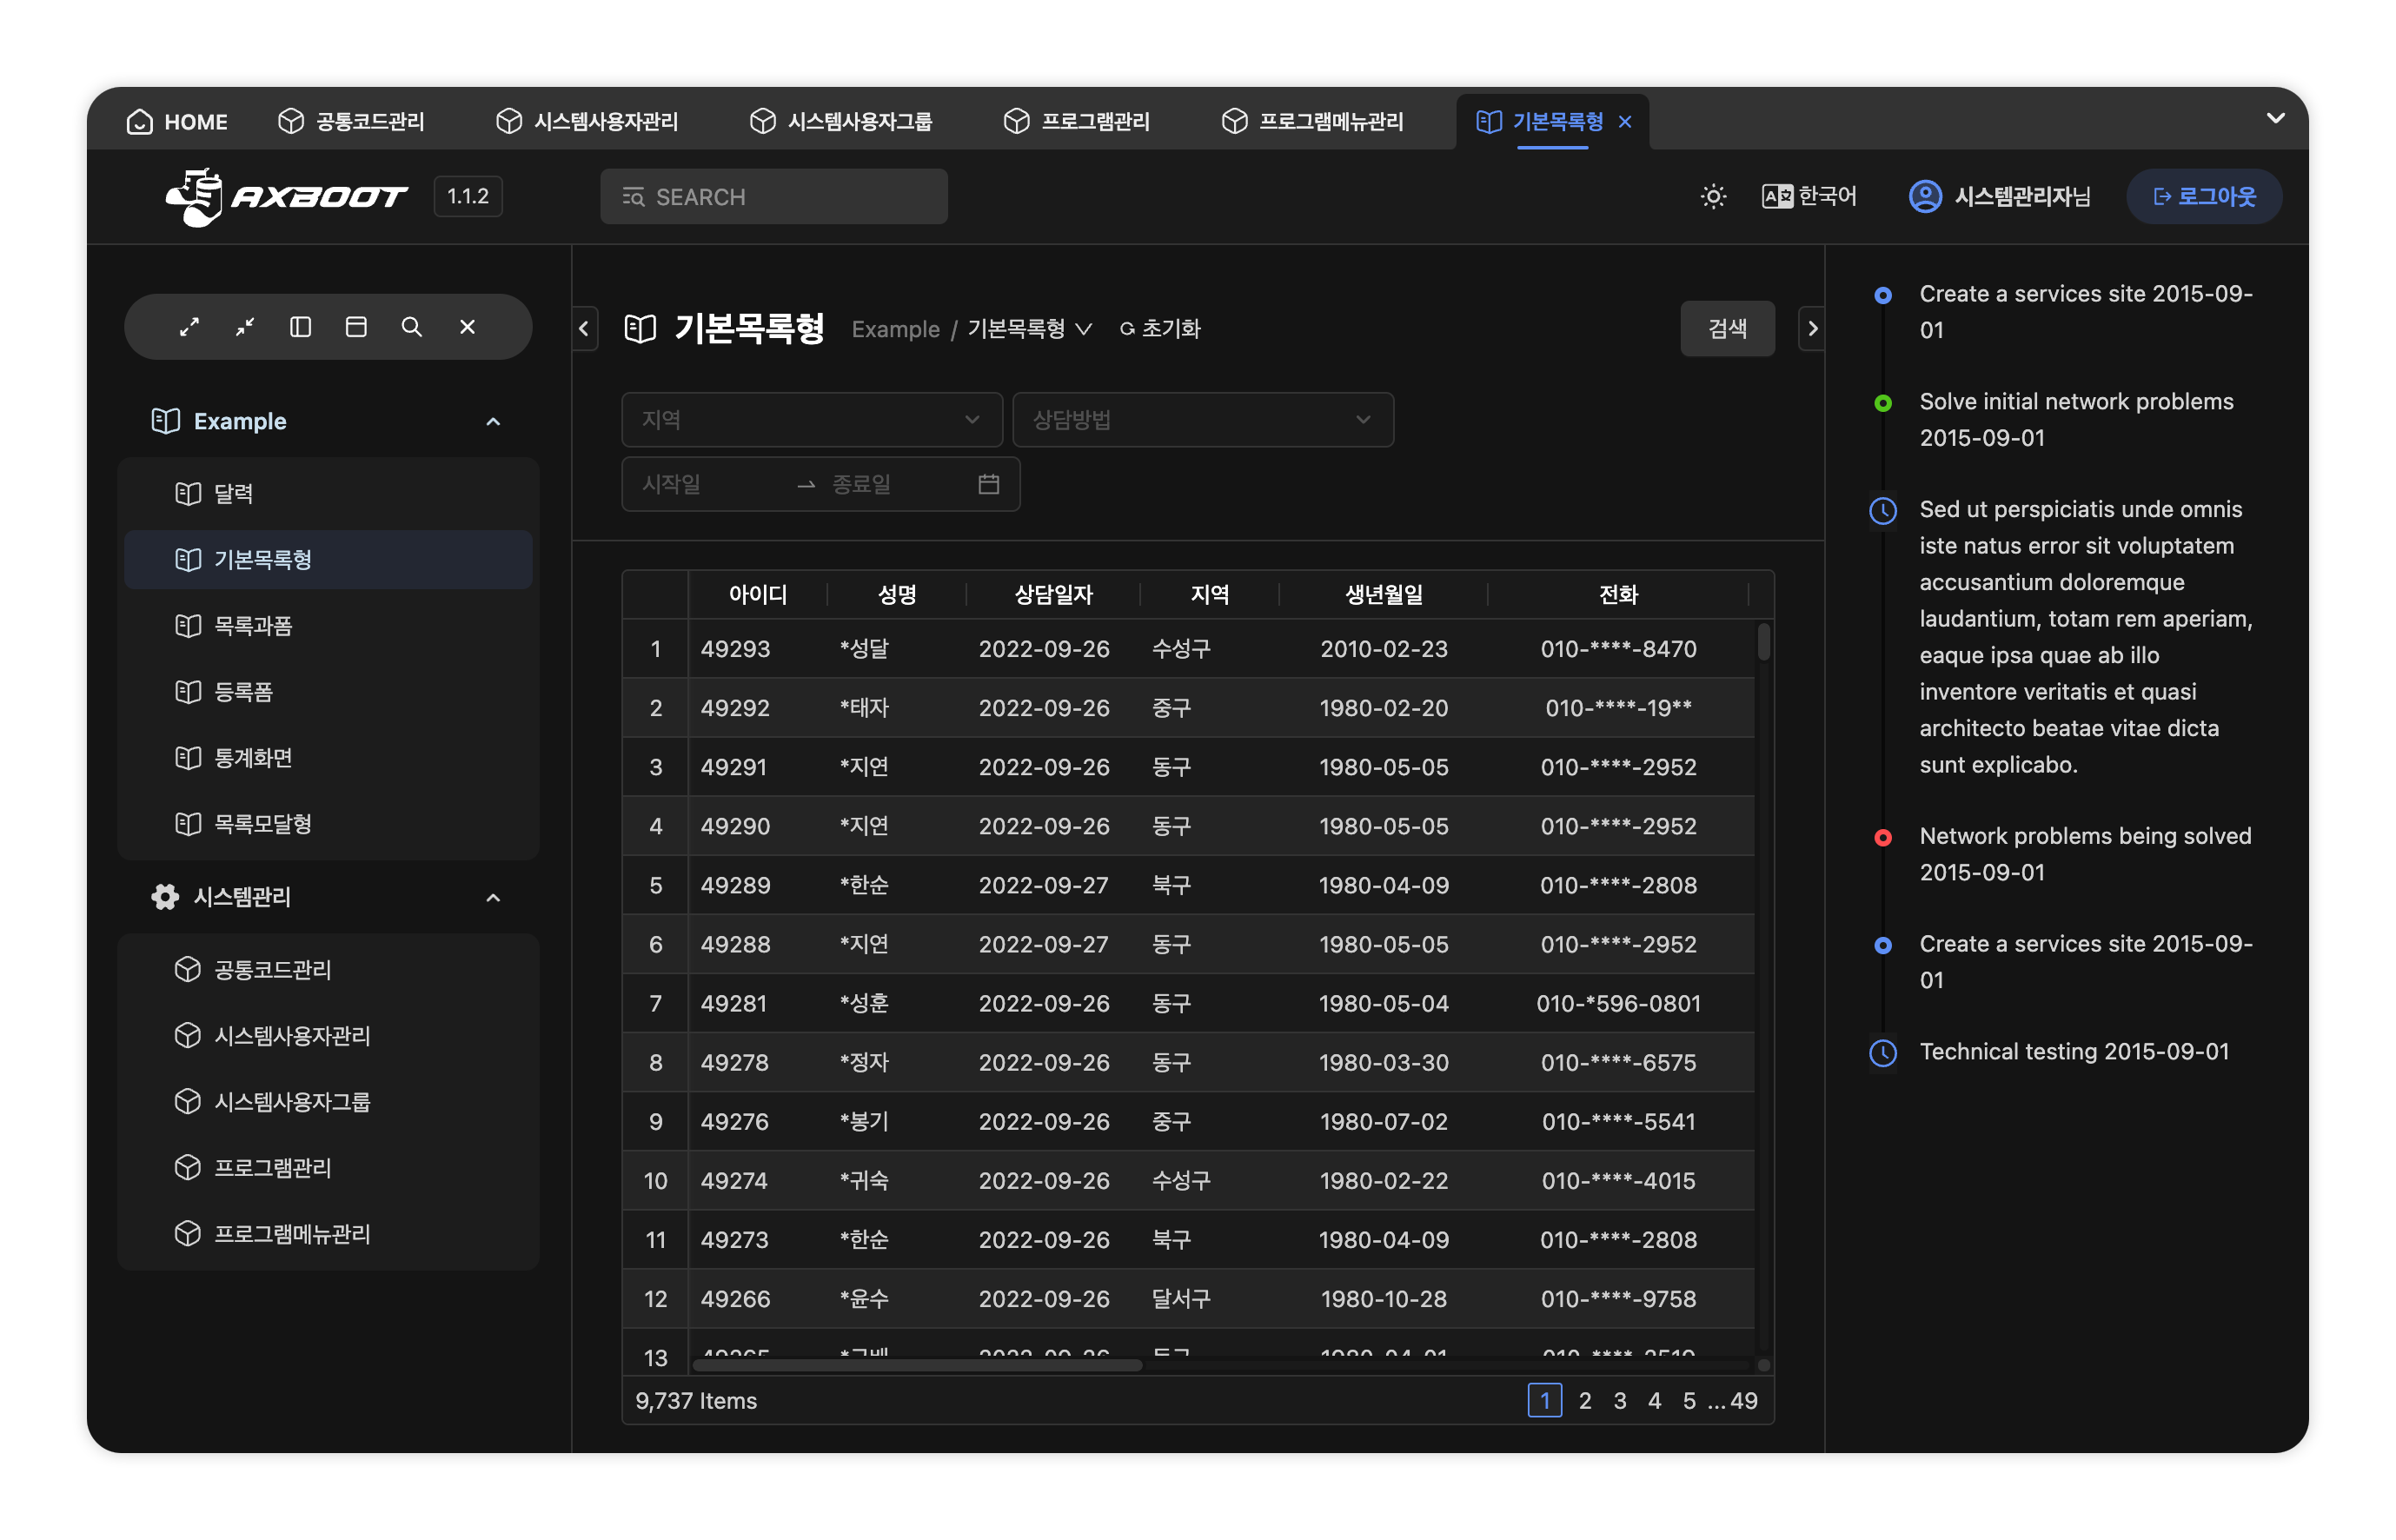 HOME 공통코드관리 시스템사용자관리 시스템사용자그룹 프로그램관리 프로그램메뉴관리 기본목록형
AXBOOT 1.1.2 SEARCH 한국어 시스템관리자님 로그아웃
Example
달력
기본목록형
목록과폼
등록폼
통계화면
목록모달형
시스템관리
공통코드관리
시스템사용자관리
시스템사용자그룹
프로그램관리
프로그램메뉴관리
기본목록형 Example / 기본목록형 초기화 검색
지역 상담방법
시작일 → 종료일
아이디 성명 상담일자 지역 생년월일 전화
1 49293 *성달 2022-09-26 수성구 2010-02-23 010-****-8470
2 49292 *태자 2022-09-26 중구 1980-02-20 010-****-19**
3 49291 *지연 2022-09-26 동구 1980-05-05 010-****-2952
4 49290 *지연 2022-09-26 동구 1980-05-05 010-****-2952
5 49289 *한순 2022-09-27 북구 1980-04-09 010-****-2808
6 49288 *지연 2022-09-27 동구 1980-05-05 010-****-2952
7 49281 *성훈 2022-09-26 동구 1980-05-04 010-*596-0801
8 49278 *정자 2022-09-26 동구 1980-03-30 010-****-6575
9 49276 *봉기 2022-09-26 중구 1980-07-02 010-****-5541
10 49274 *귀숙 2022-09-26 수성구 1980-02-22 010-****-4015
11 49273 *한순 2022-09-26 북구 1980-04-09 010-****-2808
12 49266 *윤수 2022-09-26 달서구 1980-10-28 010-****-9758
13
9,737 Items 1 2 3 4 5 ... 49
Create a services site 2015-09-
01
Solve initial network problems
2015-09-01
Sed ut perspiciatis unde omnis
iste natus error sit voluptatem
accusantium doloremque
laudantium, totam rem aperiam,
eaque ipsa quae ab illo
inventore veritatis et quasi
architecto beatae vitae dicta
sunt explicabo.
Network problems being solved
2015-09-01
Create a services site 2015-09-
01
Technical testing 2015-09-01